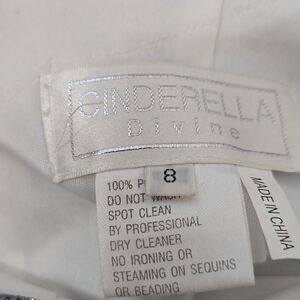 CINDERELLA
Divine
8
100% P
DO NOT WASH
SPOT CLEAN
BY PROFESSIONAL
DRY CLEANER
NO IRONING OR
STEAMING ON SEQUINS
OR BEADING
MADE IN CHINA